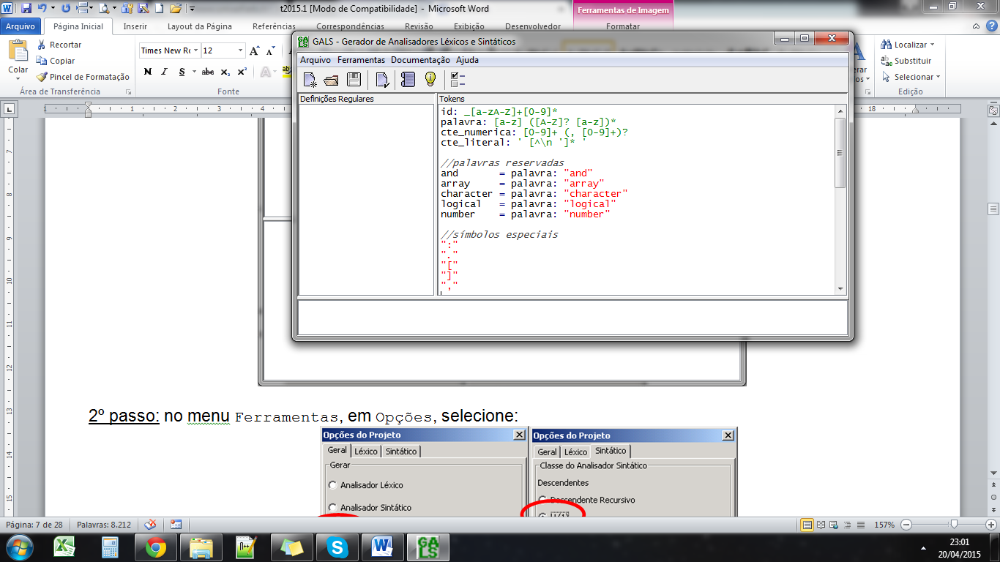 t2015.1 [Modo de Compatibilidade] - Microsoft Word
Ferramentas de Imagem
Arquivo
Página Inicial
Inserir
Layout da Página
Referências
Correspondências
Revisão
Exibição
Desenvolvedor
Formatar
Colar
Recortar
Copiar
Pincel de Formatação
Área de Transferência
Times New Ro
12
N I S abc x₂ x²
Fonte
Localizar
Substituir
Selecionar
Edição
GALS - Gerador de Analisadores Léxicos e Sintáticos
Arquivo Ferramentas Documentação Ajuda
Definições Regulares
Tokens
id: _[a-zA-Z]+[0-9]*
palavra: [a-z] ([A-Z]? [a-z])*
cte_numerica: [0-9]+ (, [0-9]+)?
cte_literal: ' [^\n ']* '
//palavras reservadas
and = palavra: "and"
array = palavra: "array"
character = palavra: "character"
logical = palavra: "logical"
number = palavra: "number"
//símbolos especiais
":"
"."
"["
"]"
","
2º passo: no menu Ferramentas, em Opções, selecione:
Opções do Projeto
Geral Léxico Sintático
Gerar
Analisador Léxico
Analisador Sintático
Opções do Projeto
Geral Léxico Sintático
Classe do Analisador Sintático
Descendentes
Descendente Recursivo
Página: 7 de 28
Palavras: 8.212
157%
23:01
20/04/2015